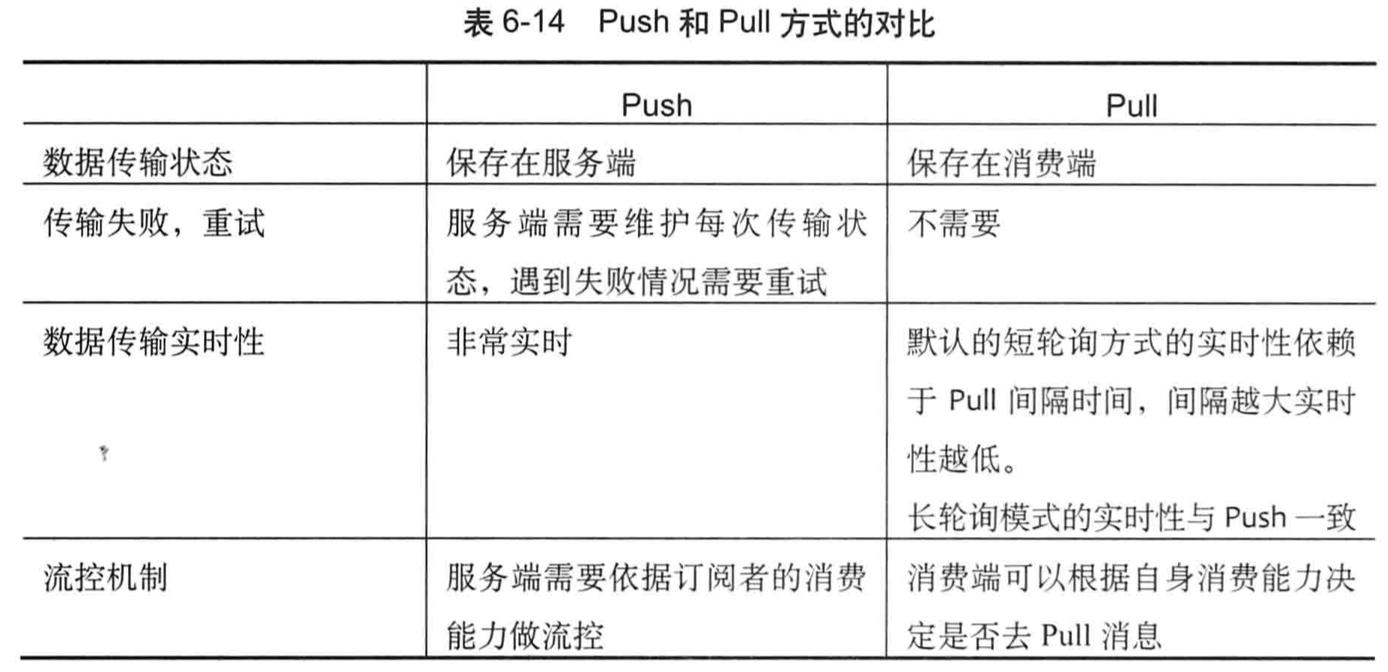 表 6-14 Push 和 Pull 方式的对比
Push Pull
数据传输状态 保存在服务端 保存在消费端
传输失败，重试 服务端需要维护每次传输状 不需要
态，遇到失败情况需要重试
数据传输实时性 非常实时 默认的短轮询方式的实时性依赖
于 Pull 间隔时间，间隔越大实时
性越低。
长轮询模式的实时性与 Push 一致
流控机制 服务端需要依据订阅者的消费 消费端可以根据自身消费能力决
能力做流控 定是否去 Pull 消息